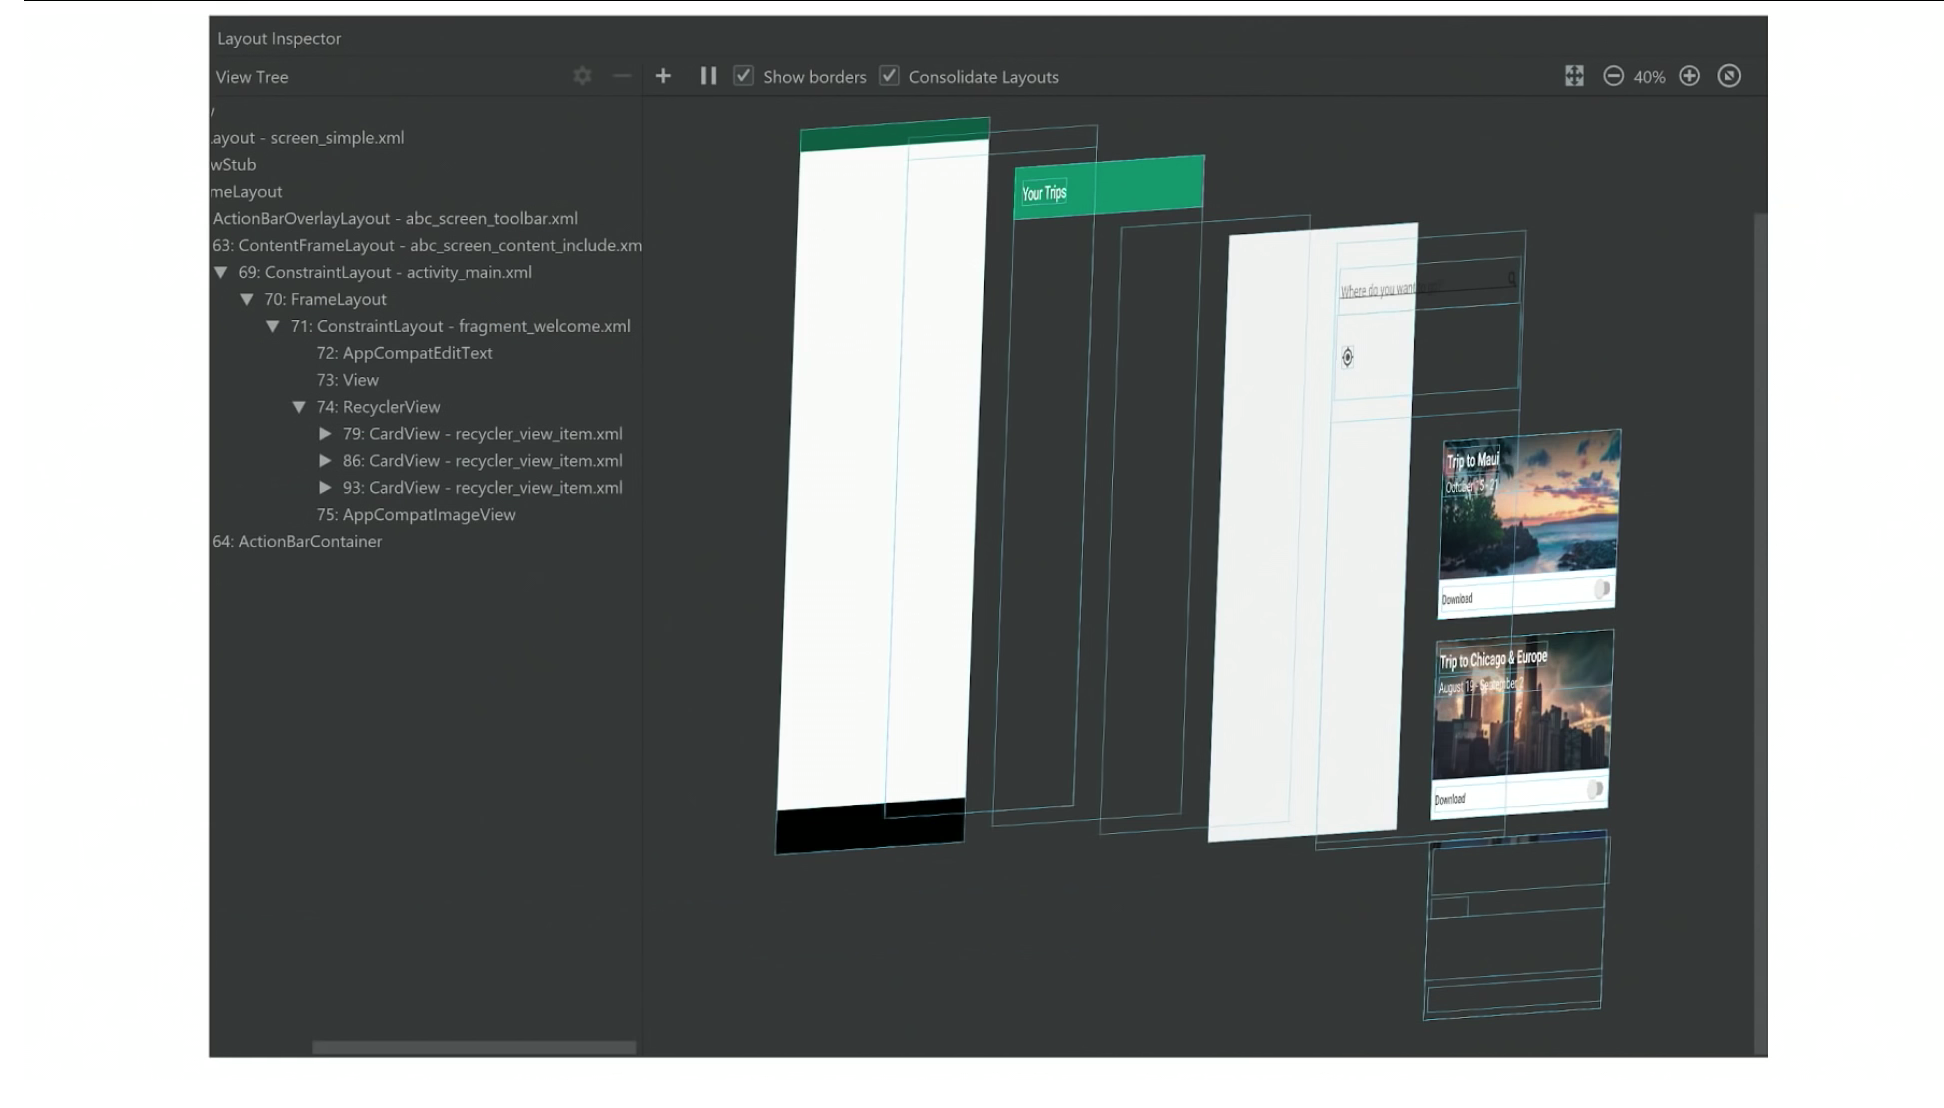 Layout Inspector
View Tree
Show borders
Consolidate Layouts
40%
ayout - screen_simple.xml
wStub
meLayout
ActionBarOverlayLayout - abc_screen_toolbar.xml
63: ContentFrameLayout - abc_screen_content_include.xm
69: ConstraintLayout - activity_main.xml
70: FrameLayout
71: ConstraintLayout - fragment_welcome.xml
72: AppCompatEditText
73: View
74: RecyclerView
79: CardView - recycler_view_item.xml
86: CardView - recycler_view_item.xml
93: CardView - recycler_view_item.xml
75: AppCompatImageView
64: ActionBarContainer
Your Trips
Where do you want
Trip to Maui
October 15 - 21
Download
Trip to Chicago & Europe
August 19 - September 2
Download